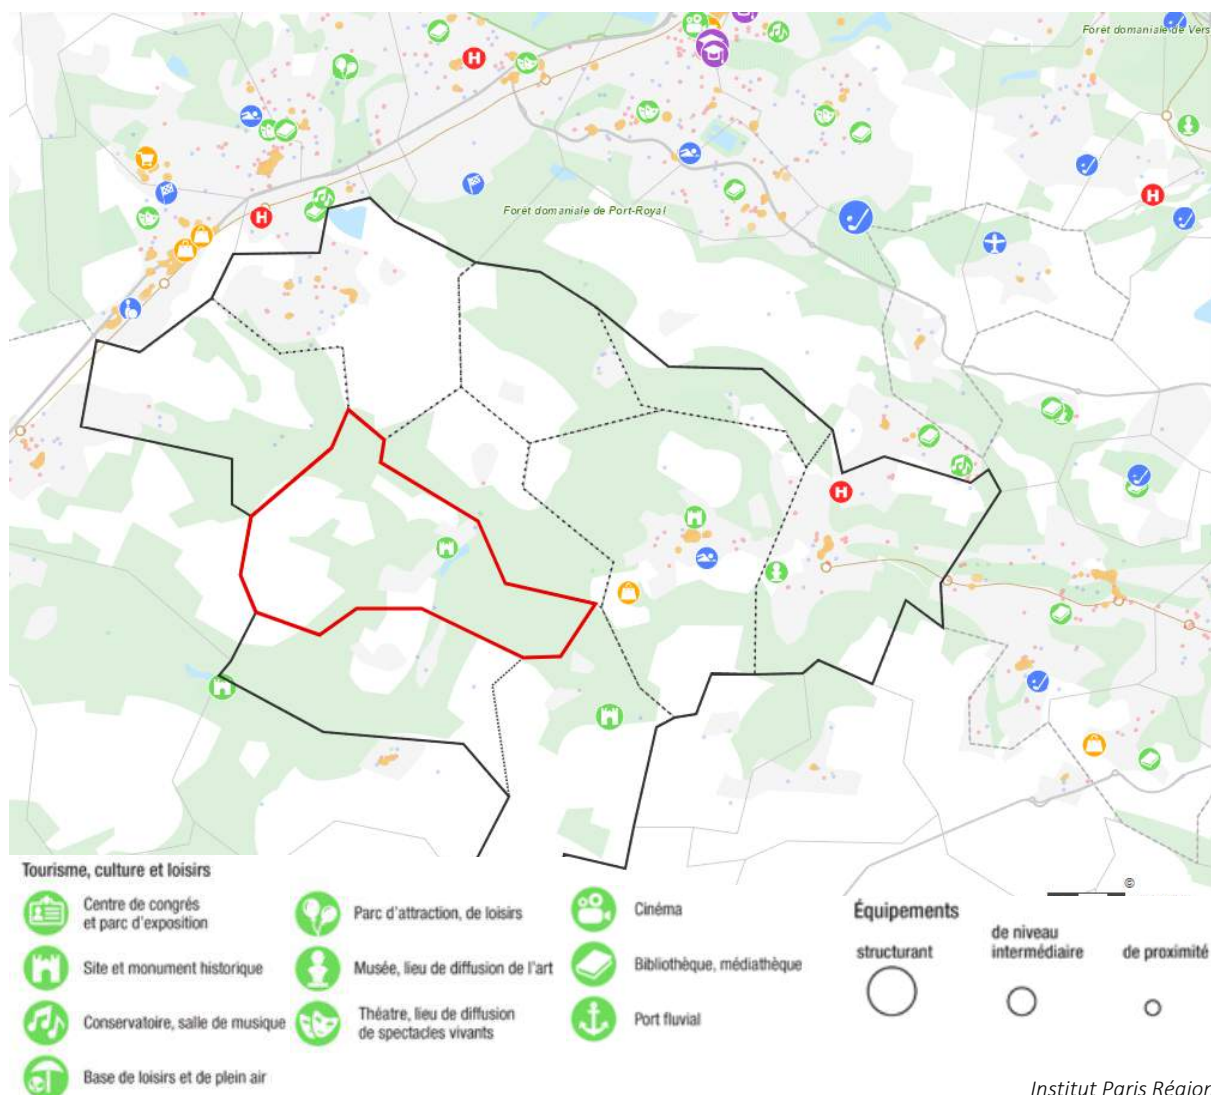 Forêt domaniale de Vers
Forêt domaniale de Port-Royal
H
H
H
H
©
Tourisme, culture et loisirs
Centre de congrés
et parc d'exposition
Site et monument historique
Conservatoire, salle de musique
Base de loisirs et de plein air
Parc d'attraction, de loisirs
Musée, lieu de diffusion de l'art
Théatre, lieu de diffusion
de spectacles vivants
Cinéma
Bibliothèque, médiathèque
Port fluvial
Équipements
structurant
de niveau
intermédiaire
de proximité
Institut Paris Région